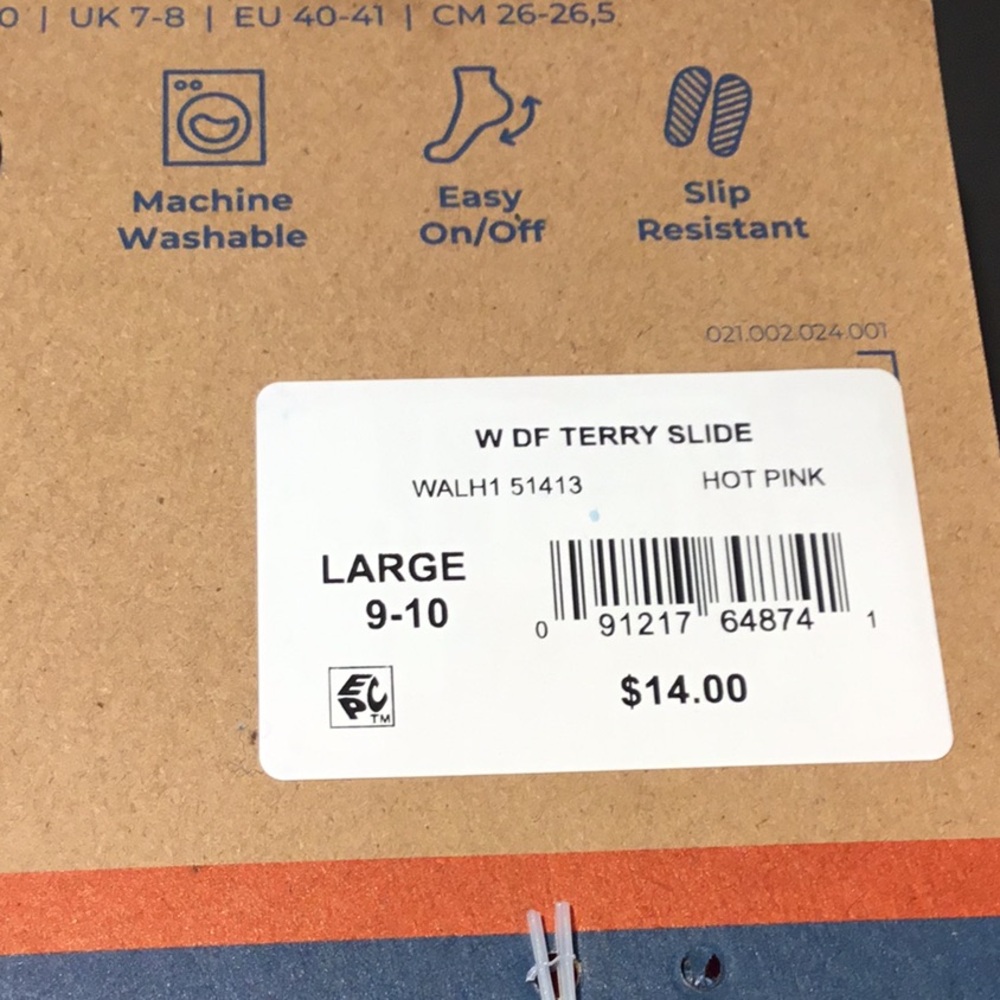 0 | UK 7-8 | EU 40-41 | CM 26-26,5
Machine
Washable
Easy
On/Off
Slip
Resistant
021.002.024.001
W DF TERRY SLIDE
WALH1 51413 HOT PINK
LARGE
9-10
0 91217 64874 1
EPC TM
$14.00